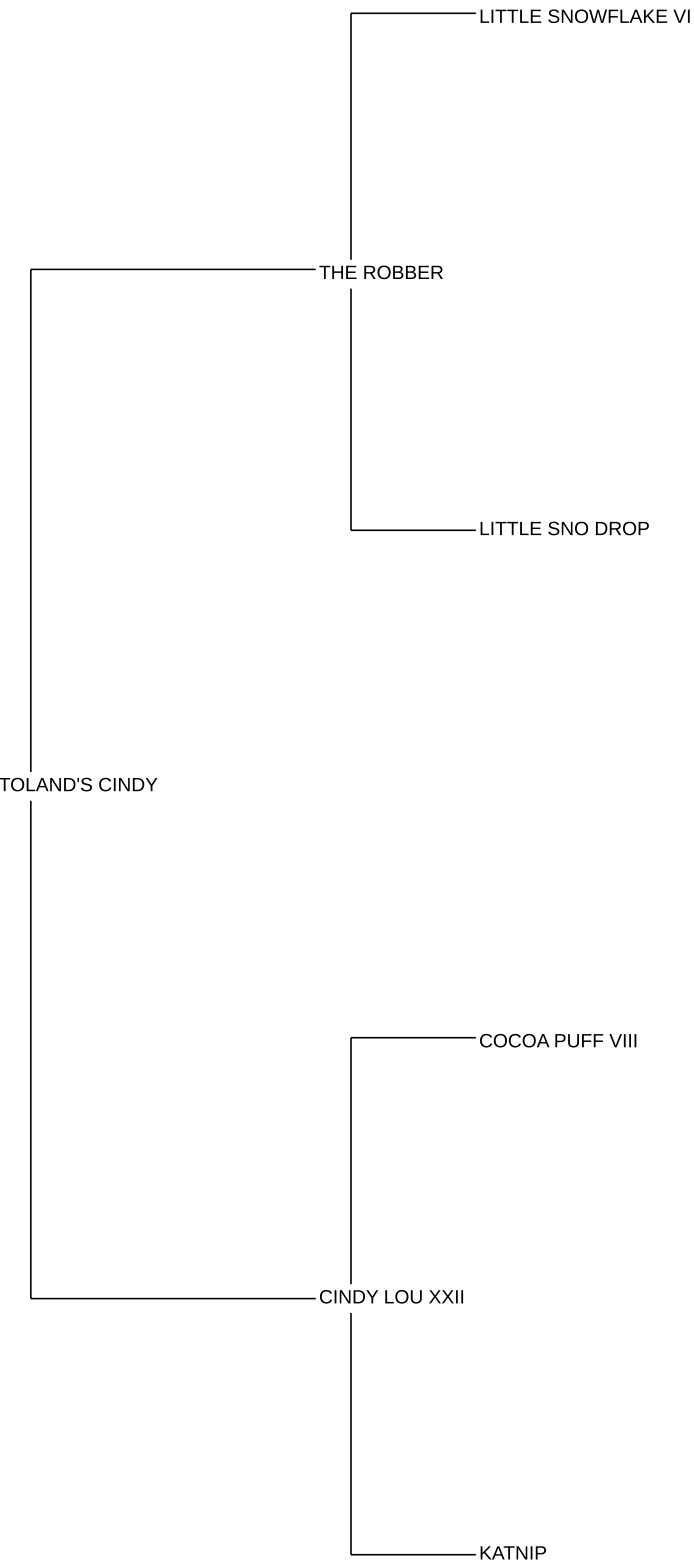 LITTLE SNOWFLAKE VI
THE ROBBER
LITTLE SNO DROP
TOLAND'S CINDY
COCOA PUFF VIII
CINDY LOU XXII
KATNIP